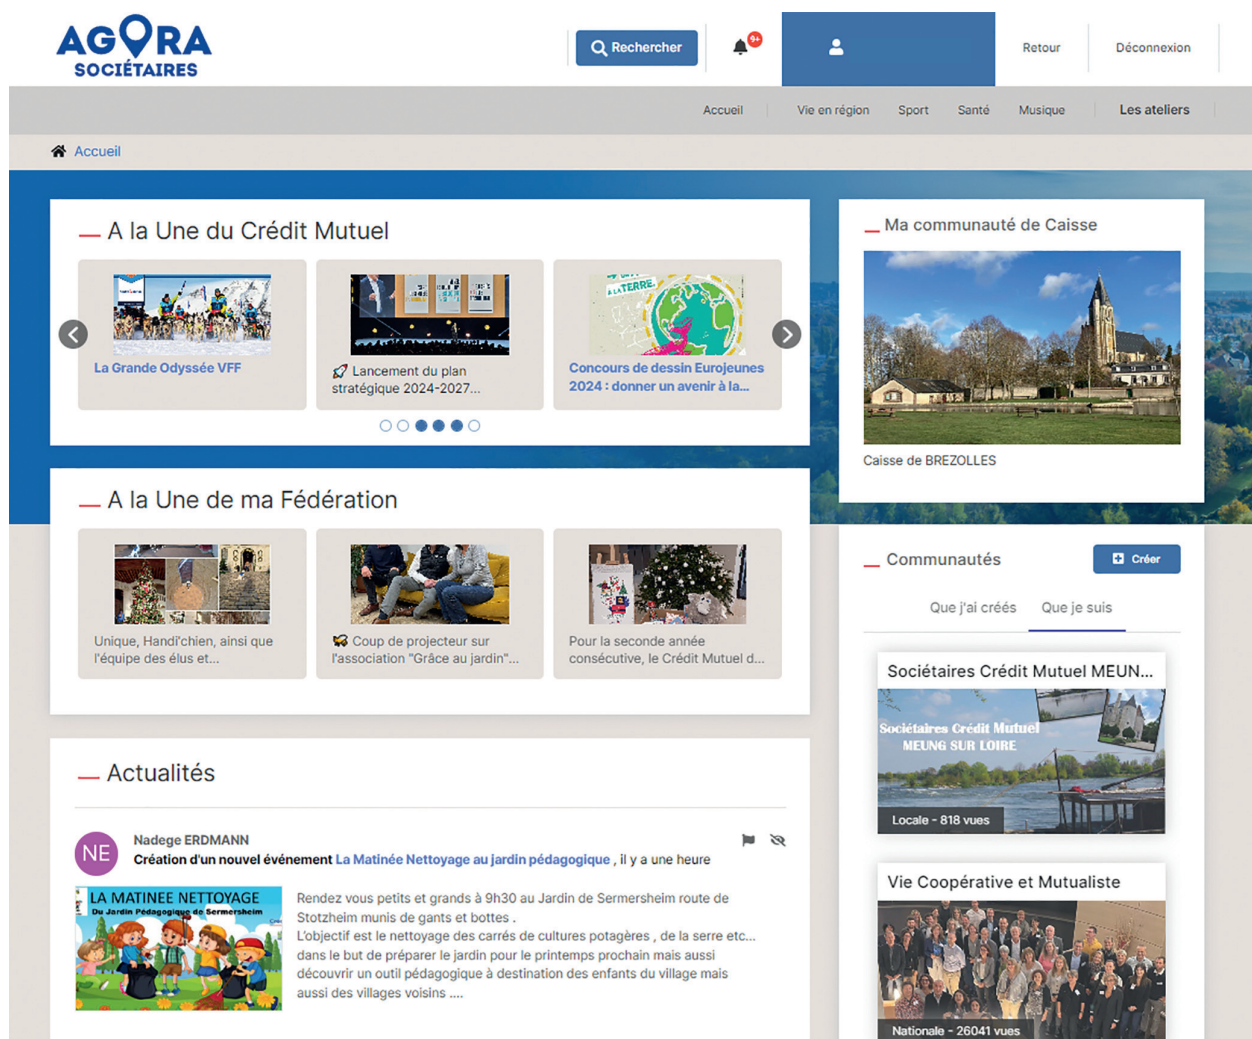 AGORA
SOCIÉTAIRES
Rechercher
9+
Retour
Déconnexion
Accueil
Vie en région
Sport
Santé
Musique
Les ateliers
Accueil
A la Une du Crédit Mutuel
La Grande Odyssée VFF
🚀 Lancement du plan
stratégique 2024-2027...
À LA TERRE.
Concours de dessin Eurojeunes
2024 : donner un avenir à la...
Ma communauté de Caisse
Caisse de BREZOLLES
A la Une de ma Fédération
Unique, Handi'chien, ainsi que
l'équipe des élus et...
Coup de projecteur sur
l'association "Grâce au jardin"...
Pour la seconde année
consécutive, le Crédit Mutuel d...
Communautés
Créer
Que j'ai créés
Que je suis
Sociétaires Crédit Mutuel MEUN...
Sociétaires Crédit Mutuel
MEUNG SUR LOIRE
Locale - 818 vues
Vie Coopérative et Mutualiste
Nationale - 26041 vues
Actualités
NE
Nadege ERDMANN
Création d'un nouvel événement La Matinée Nettoyage au jardin pédagogique , il y a une heure
LA MATINEE NETTOYAGE
Du Jardin Pédagogique de Sermersheim
Rendez vous petits et grands à 9h30 au Jardin de Sermersheim route de
Stotzheim munis de gants et bottes .
L'objectif est le nettoyage des carrés de cultures potagères , de la serre etc...
dans le but de préparer le jardin pour le printemps prochain mais aussi
découvrir un outil pédagogique à destination des enfants du village mais
aussi des villages voisins ....